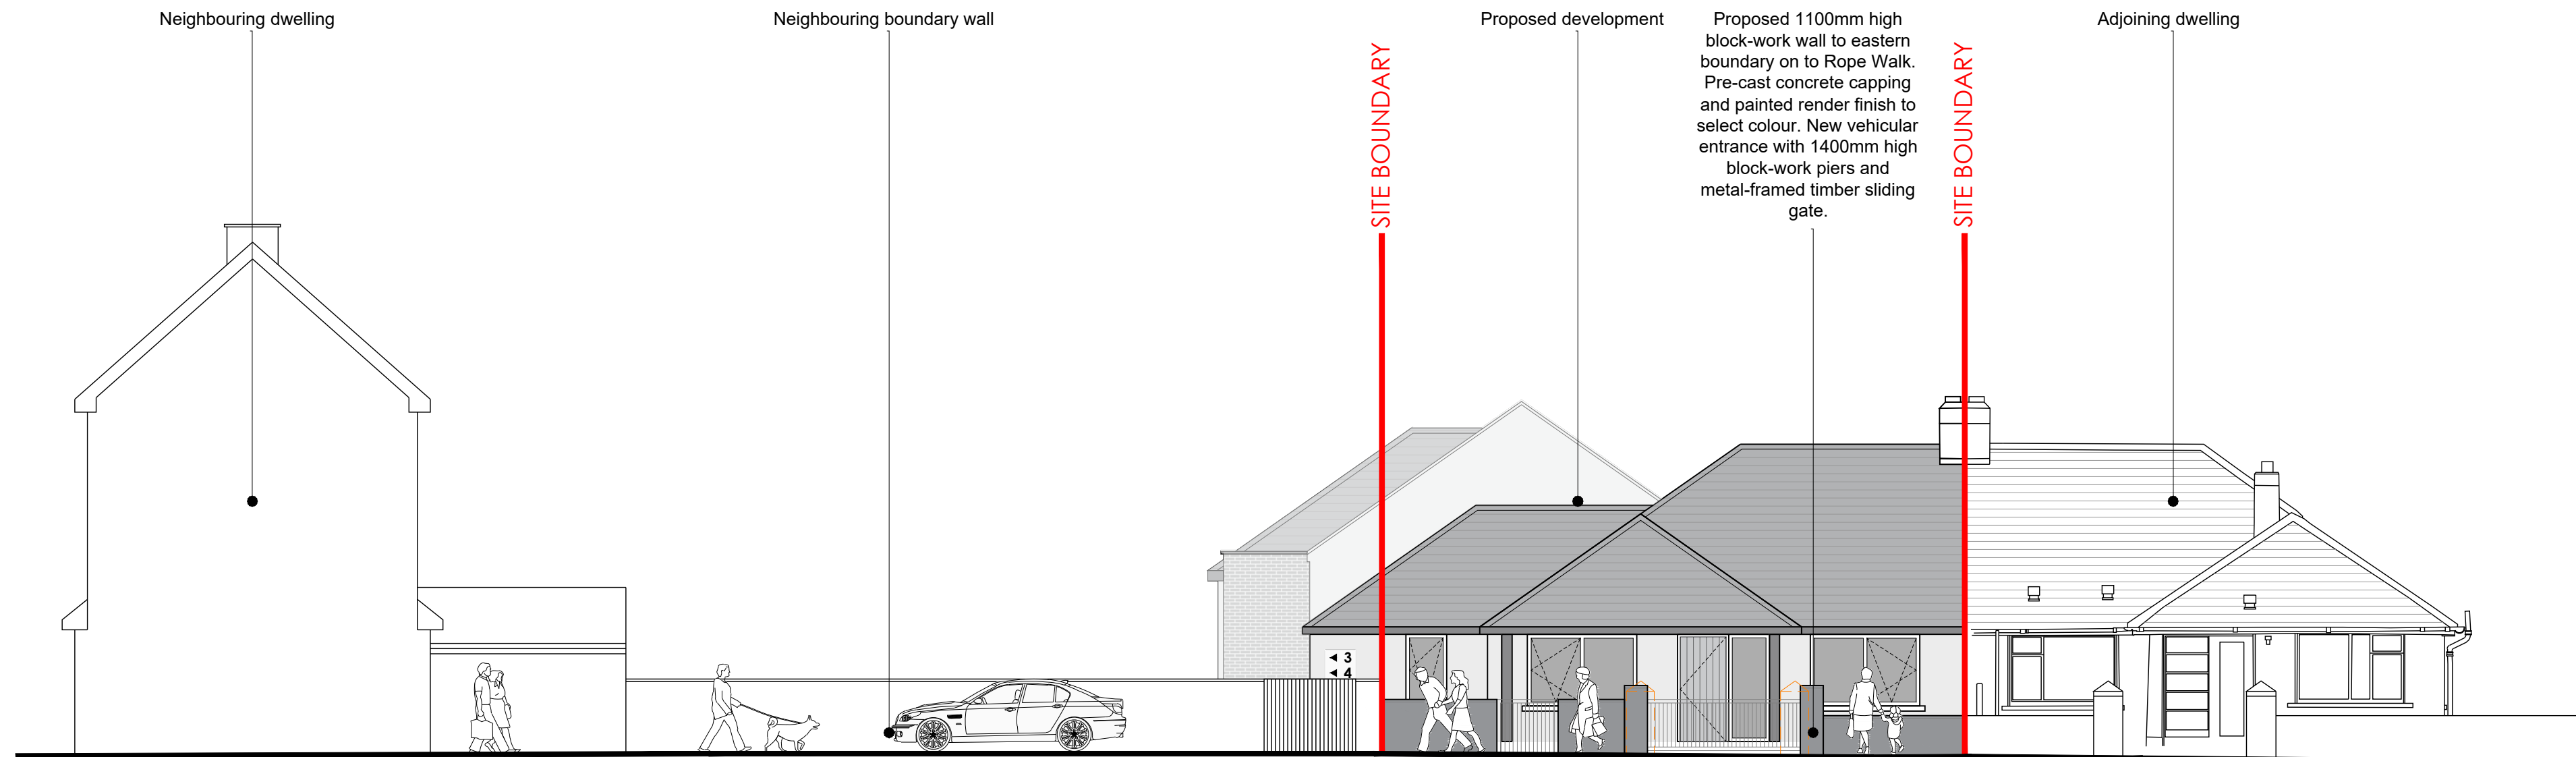 Neighbouring dwelling
Neighbouring boundary wall
Proposed development
Proposed 1100mm high
block-work wall to eastern
boundary on to Rope Walk.
Pre-cast concrete capping
and painted render finish to
select colour. New vehicular
entrance with 1400mm high
block-work piers and
metal-framed timber sliding
gate.
Adjoining dwelling
SITE BOUNDARY
SITE BOUNDARY
◄ 3
◄ 4